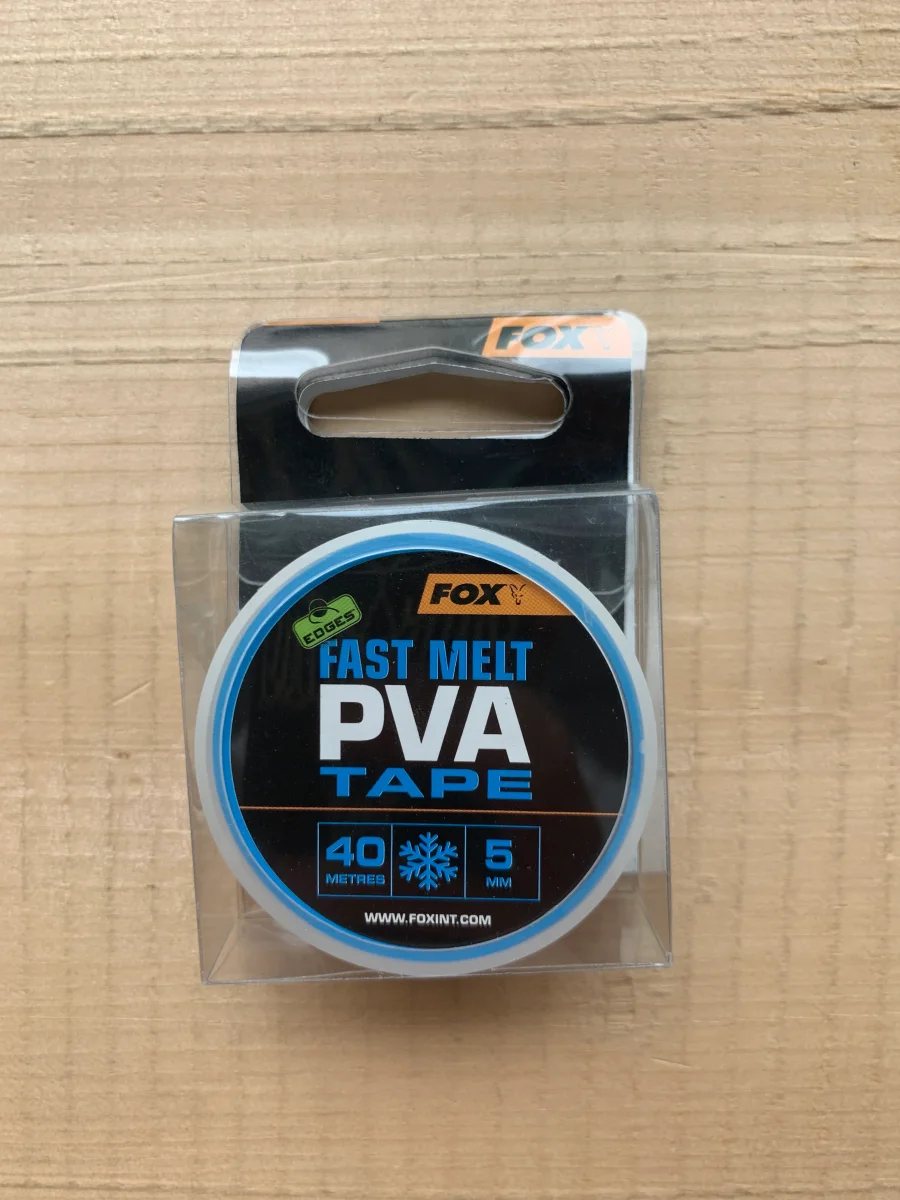 FOX
FOX
EDGES
FAST MELT
PVA
TAPE
40 5
METRES MM
WWW.FOXINT.COM